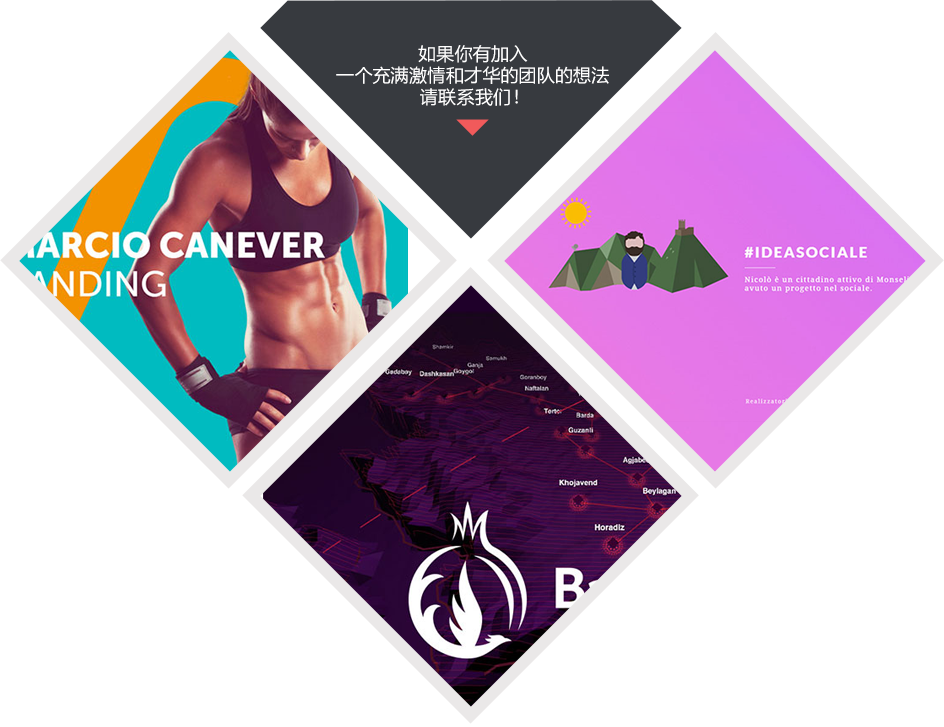 如果你有加入
一个充满激情和才华的团队的想法
请联系我们！
MARCIO CANEVER
ANDING
#IDEASOCIALE
Nicolò è un cittadino attivo di Monsel
avuto un progetto nel sociale.
Shamkir
Samukh
Ganja
Gadabay
Dashkasan
Goygol
Goranboy
Naftalan
Terter
Barda
Guzanli
Agjabe
Khojavend
Beylagan
Horadiz
Ba